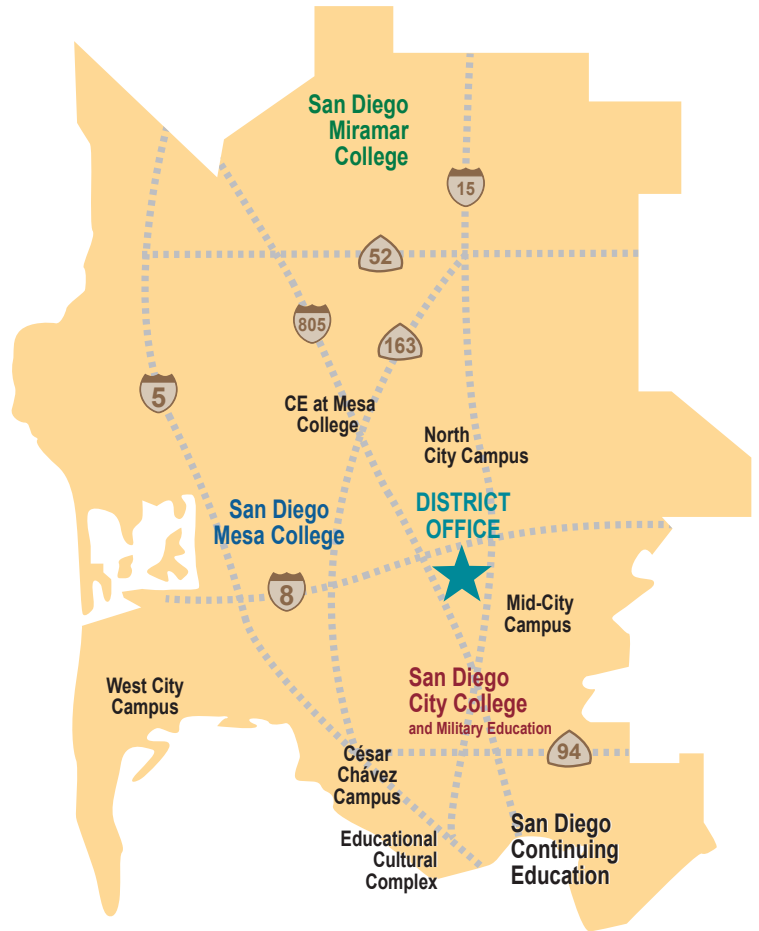 San Diego
Miramar
College
15
52
805
163
5
CE at Mesa
College
North
City Campus
San Diego
Mesa College
DISTRICT
OFFICE
8
Mid-City
Campus
West City
Campus
San Diego
City College
and Military Education
94
César
Chávez
Campus
Educational
Cultural
Complex
San Diego
Continuing
Education